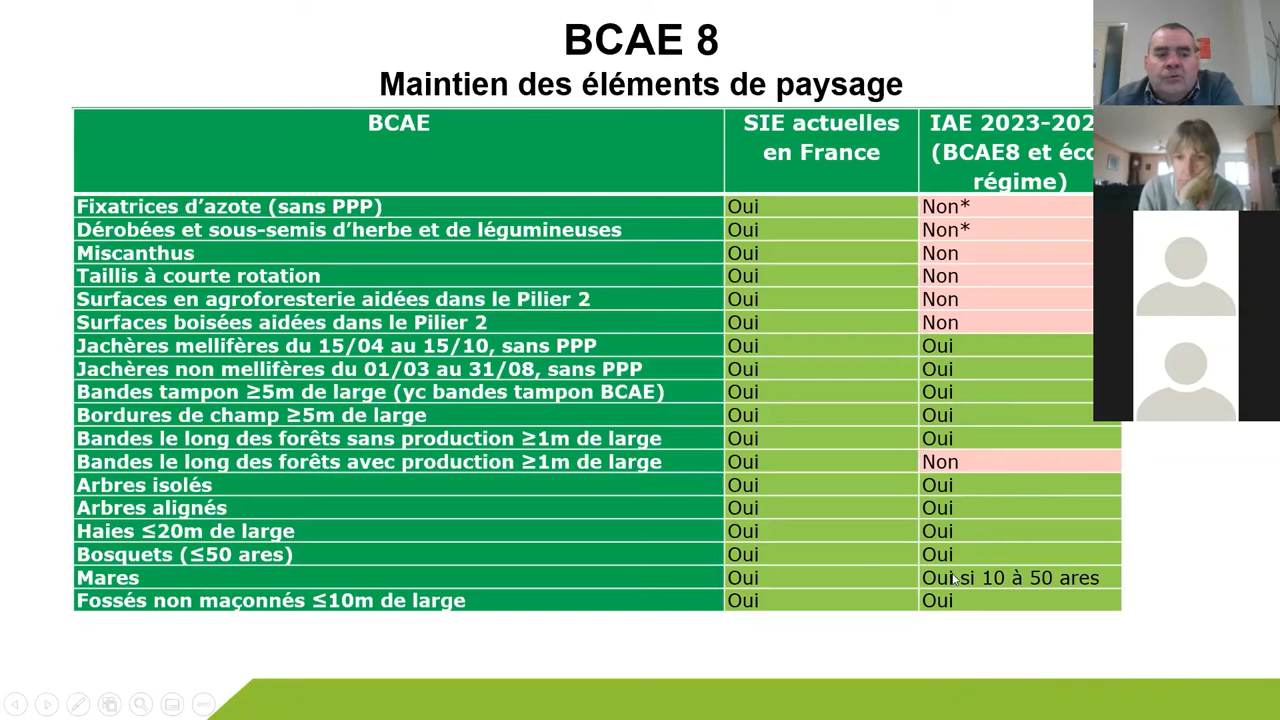 BCAE 8
Maintien des éléments de paysage
BCAE SIE actuelles IAE 2023-202
en France (BCAE8 et éco
régime)
Fixatrices d’azote (sans PPP) Oui Non*
Dérobées et sous-semis d’herbe et de légumineuses Oui Non*
Miscanthus Oui Non
Taillis à courte rotation Oui Non
Surfaces en agroforesterie aidées dans le Pilier 2 Oui Non
Surfaces boisées aidées dans le Pilier 2 Oui Non
Jachères mellifères du 15/04 au 15/10, sans PPP Oui Oui
Jachères non mellifères du 01/03 au 31/08, sans PPP Oui Oui
Bandes tampon ≥5m de large (yc bandes tampon BCAE) Oui Oui
Bordures de champ ≥5m de large Oui Oui
Bandes le long des forêts sans production ≥1m de large Oui Oui
Bandes le long des forêts avec production ≥1m de large Oui Non
Arbres isolés Oui Oui
Arbres alignés Oui Oui
Haies ≤20m de large Oui Oui
Bosquets (≤50 ares) Oui Oui
Mares Oui Oui si 10 à 50 ares
Fossés non maçonnés ≤10m de large Oui Oui